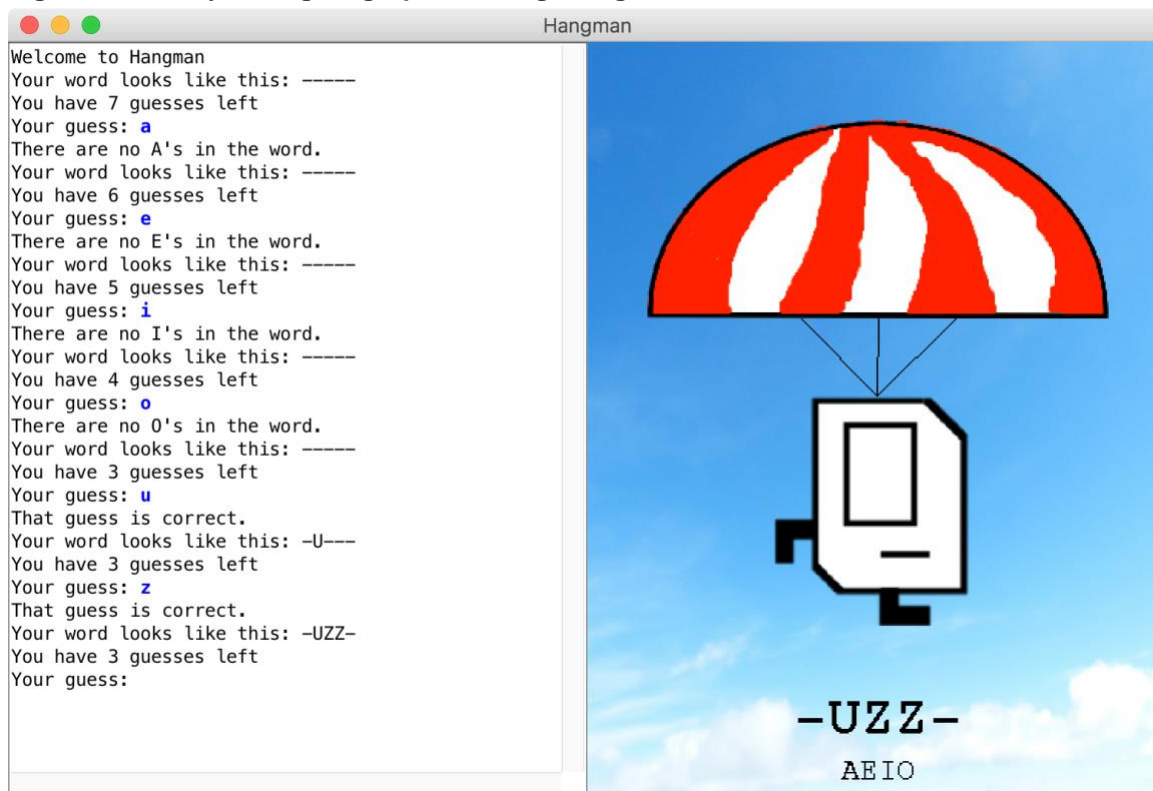 Hangman
Welcome to Hangman
Your word looks like this: -----
You have 7 guesses left
Your guess: a
There are no A's in the word.
Your word looks like this: -----
You have 6 guesses left
Your guess: e
There are no E's in the word.
Your word looks like this: -----
You have 5 guesses left
Your guess: i
There are no I's in the word.
Your word looks like this: -----
You have 4 guesses left
Your guess: o
There are no O's in the word.
Your word looks like this: -----
You have 3 guesses left
Your guess: u
That guess is correct.
Your word looks like this: -U---
You have 3 guesses left
Your guess: z
That guess is correct.
Your word looks like this: -UZZ-
You have 3 guesses left
Your guess:
-UZZ-
AEIO